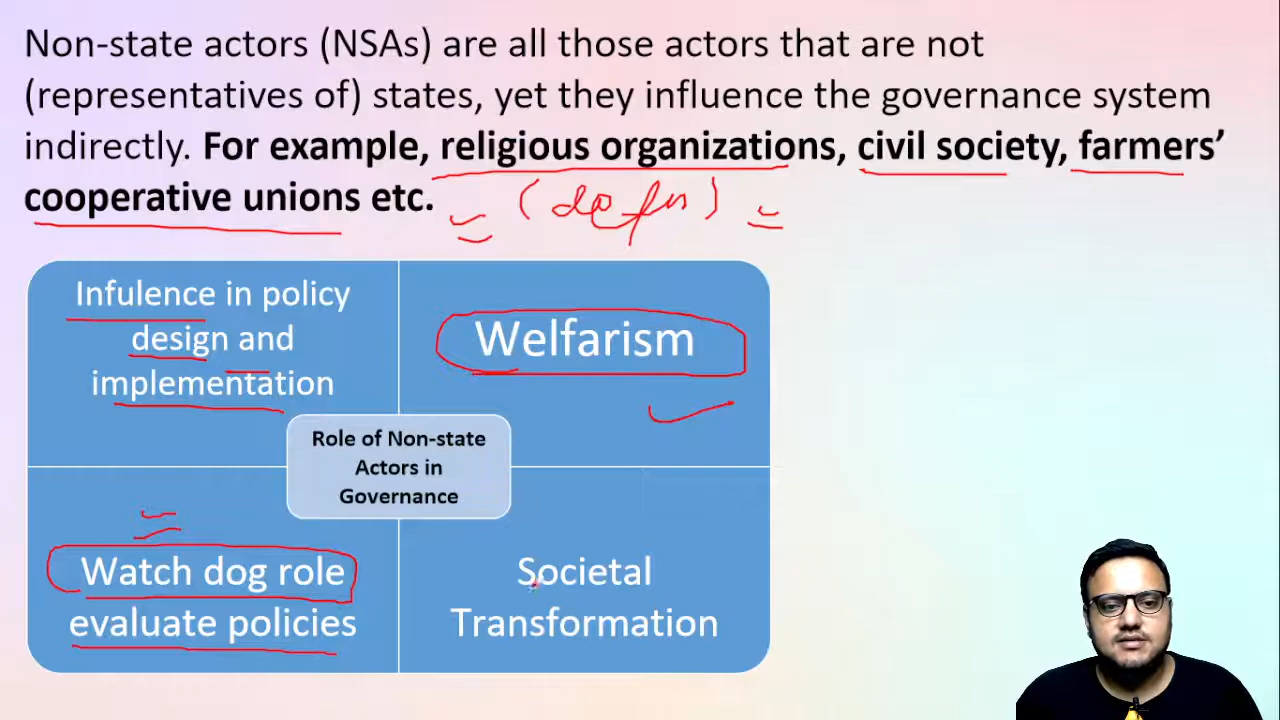 Non-state actors (NSAs) are all those actors that are not
(representatives of) states, yet they influence the governance system
indirectly. For example, religious organizations, civil society, farmers’
cooperative unions etc.
Infulence in policy
design and
implementation
Welfarism
Role of Non-state
Actors in
Governance
Watch dog role
evaluate policies
Societal
Transformation